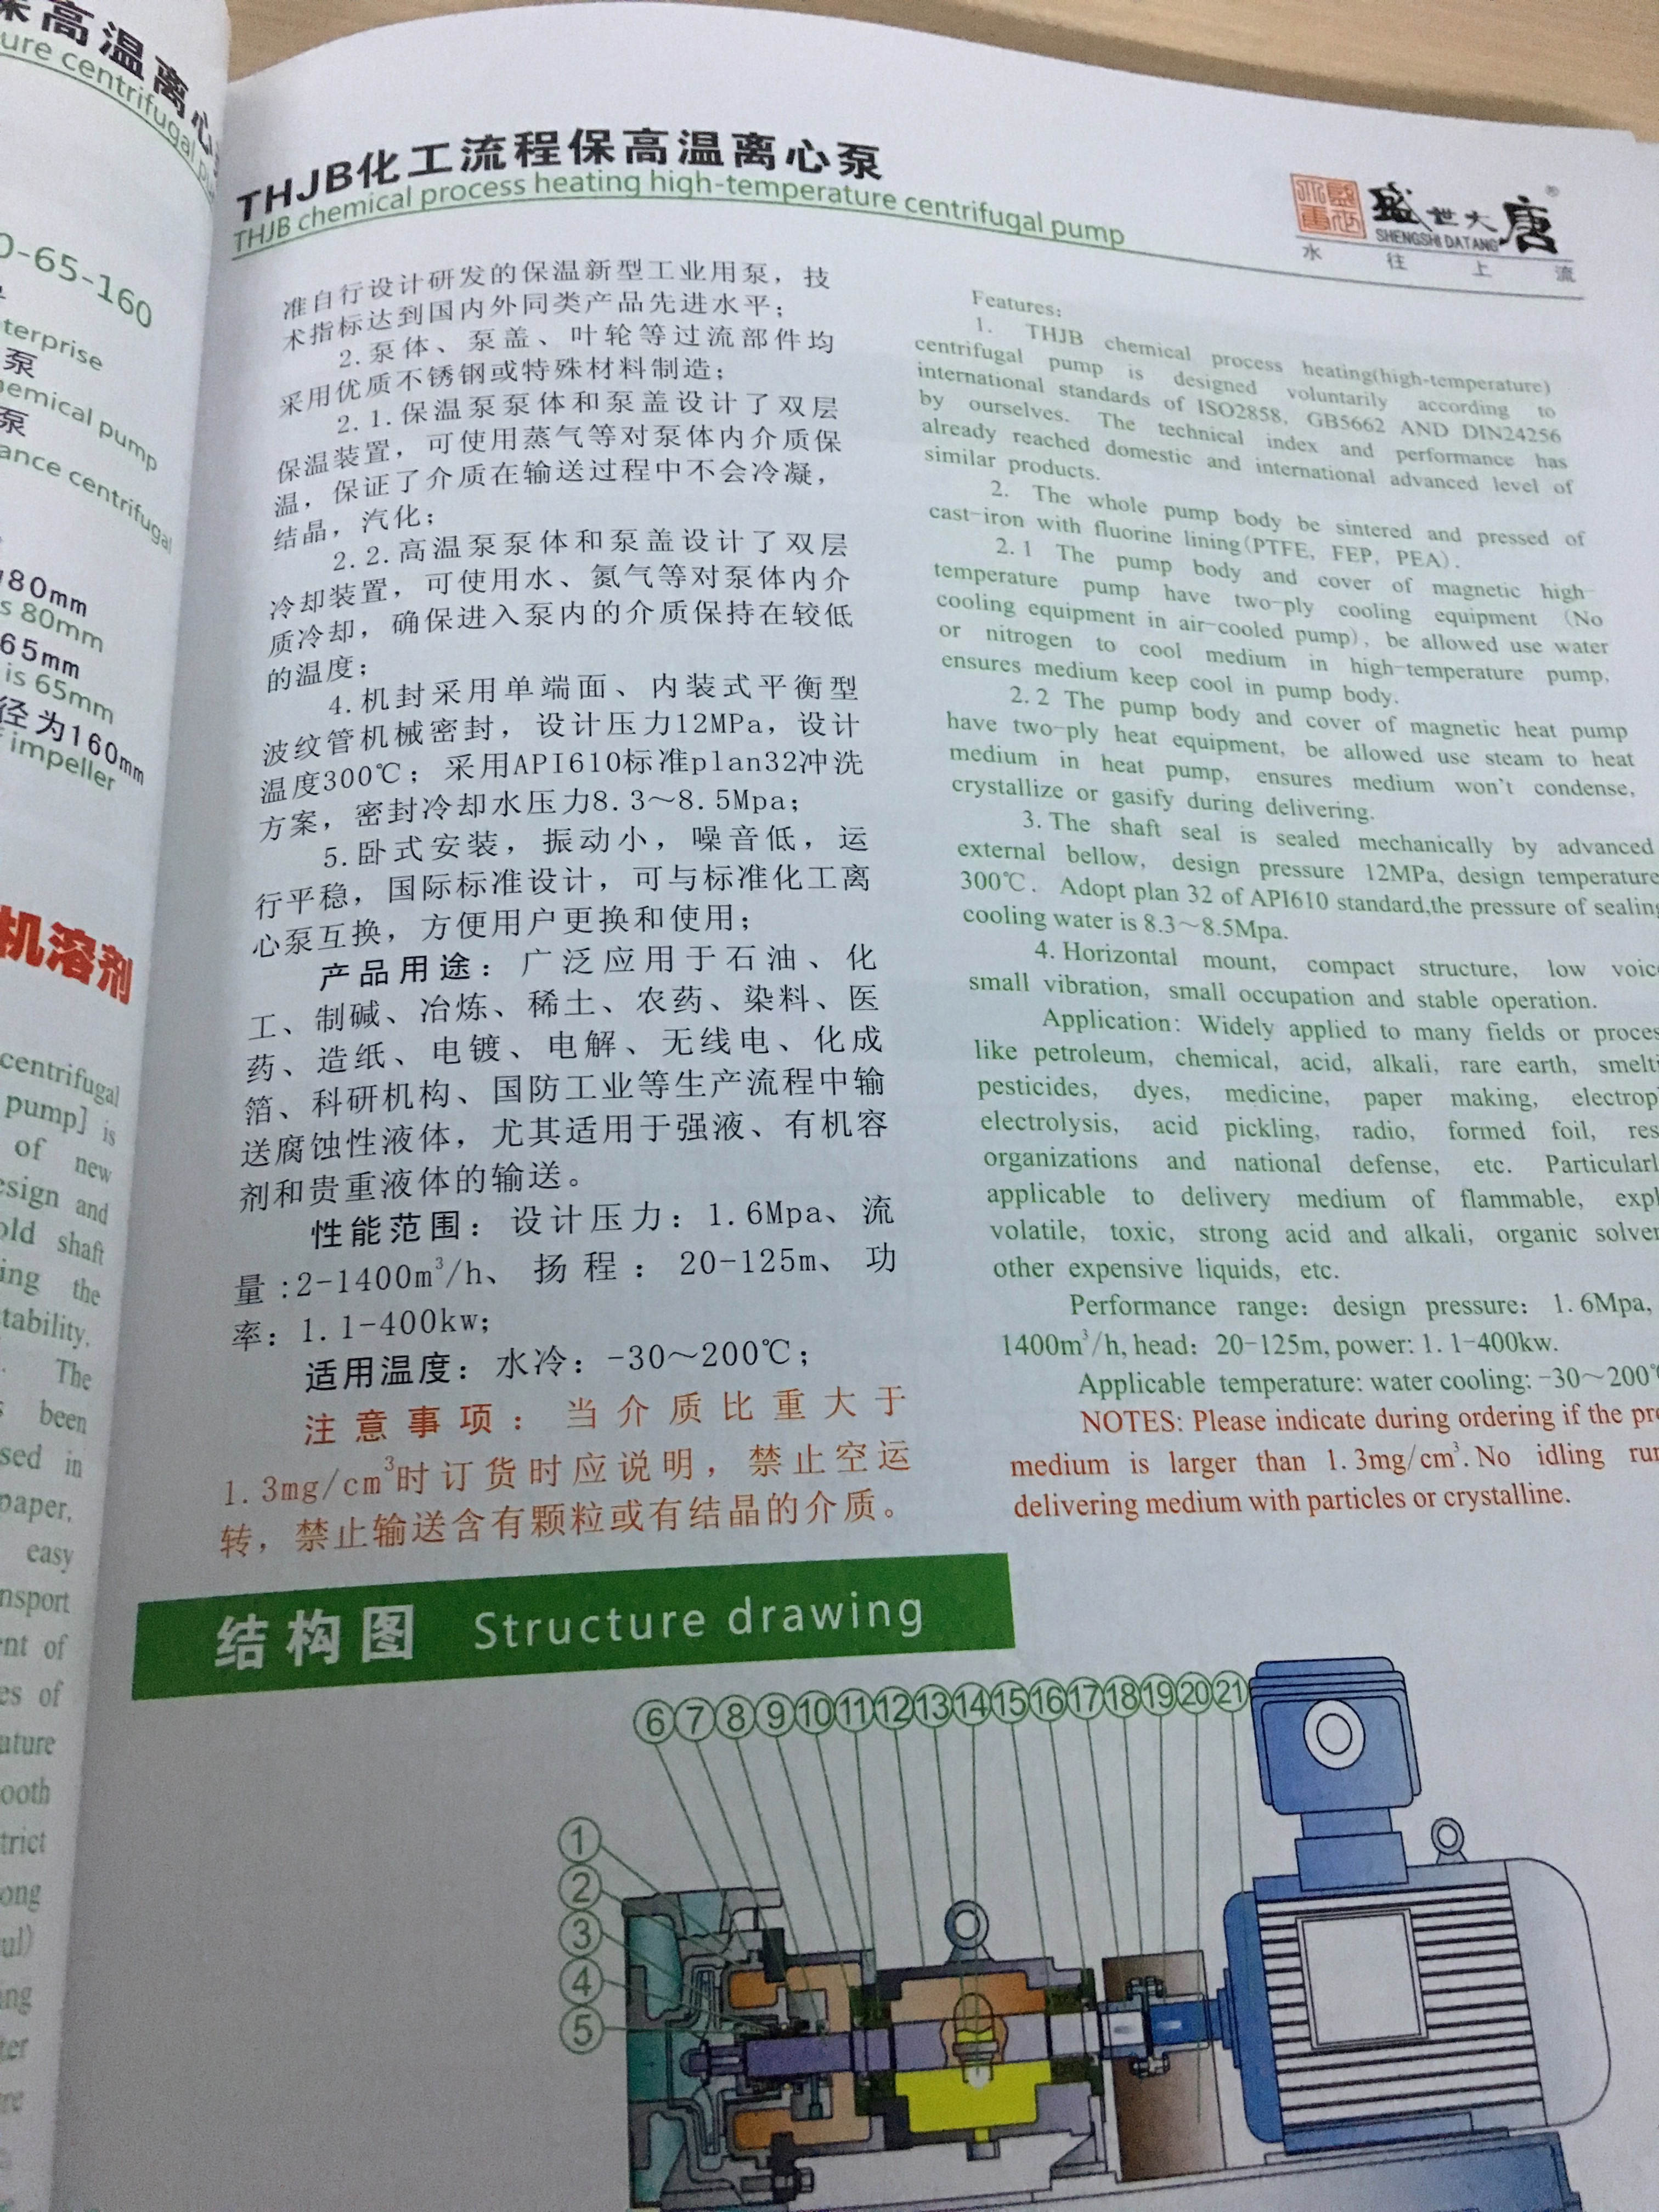 保高温离心
ure centrifugal pu
0-65-160
terprise
泵
hemical pump
泵
ance centrifugal
80mm
s 80mm
65mm
is 65mm
径为160mm
f impeller
机溶剂
centrifugal
pump] is
of new
esign and
old shaft
ing the
tability,
. The
s been
sed in
paper,
easy
nsport
nt of
es of
ature
ooth
trict
ong
ul)
ng
ter
re
THJB化工流程保高温离心泵
THJB chemical process heating high-temperature centrifugal pump
盛世大唐®
SHENGSHI DATANG
水 往 上 流
准自行设计研发的保温新型工业用泵，技
术指标达到国内外同类产品先进水平；
2.泵体、泵盖、叶轮等过流部件均
采用优质不锈钢或特殊材料制造；
2.1.保温泵泵体和泵盖设计了双层
保温装置，可使用蒸气等对泵体内介质保
温，保证了介质在输送过程中不会冷凝，
结晶，汽化；
2.2.高温泵泵体和泵盖设计了双层
冷却装置，可使用水、氮气等对泵体内介
质冷却，确保进入泵内的介质保持在较低
的温度；
4.机封采用单端面、内装式平衡型
波纹管机械密封，设计压力12MPa，设计
温度300℃；采用API610标准plan32冲洗
方案，密封冷却水压力8.3～8.5Mpa；
5.卧式安装，振动小，噪音低，运
行平稳，国际标准设计，可与标准化工离
心泵互换，方便用户更换和使用；
产品用途：广泛应用于石油、化
工、制碱、冶炼、稀土、农药、染料、医
药、造纸、电镀、电解、无线电、化成
箔、科研机构、国防工业等生产流程中输
送腐蚀性液体，尤其适用于强液、有机容
剂和贵重液体的输送。
性能范围：设计压力：1.6Mpa、流
量:2-1400m³/h、扬程：20-125m、功
率：1.1-400kw；
适用温度：水冷：-30～200℃；
注意事项：当介质比重大于
1.3mg/cm³时订货时应说明，禁止空运
转，禁止输送含有颗粒或有结晶的介质。
Features:
1. THJB chemical process heating(high-temperature)
centrifugal pump is designed voluntarily according to
international standards of ISO2858, GB5662 AND DIN24256
by ourselves. The technical index and performance has
already reached domestic and international advanced level of
similar products.
2. The whole pump body be sintered and pressed of
cast-iron with fluorine lining(PTFE, FEP, PEA).
2.1 The pump body and cover of magnetic high-
temperature pump have two-ply cooling equipment (No
cooling equipment in air-cooled pump), be allowed use water
or nitrogen to cool medium in high-temperature pump,
ensures medium keep cool in pump body.
2.2 The pump body and cover of magnetic heat pump
have two-ply heat equipment, be allowed use steam to heat
medium in heat pump, ensures medium won't condense,
crystallize or gasify during delivering.
3. The shaft seal is sealed mechanically by advanced
external bellow, design pressure 12MPa, design temperature
300℃. Adopt plan 32 of API610 standard,the pressure of sealing
cooling water is 8.3～8.5Mpa.
4. Horizontal mount, compact structure, low voic
small vibration, small occupation and stable operation.
Application: Widely applied to many fields or proces
like petroleum, chemical, acid, alkali, rare earth, smelti
pesticides, dyes, medicine, paper making, electrop
electrolysis, acid pickling, radio, formed foil, res
organizations and national defense, etc. Particularl
applicable to delivery medium of flammable, expl
volatile, toxic, strong acid and alkali, organic solver
other expensive liquids, etc.
Performance range: design pressure: 1.6Mpa,
1400m³/h, head: 20-125m, power: 1.1-400kw.
Applicable temperature: water cooling: -30～200℃
NOTES: Please indicate during ordering if the pro
medium is larger than 1.3mg/cm³. No idling run
delivering medium with particles or crystalline.
结构图 Structure drawing
⑥⑦⑧⑨⑩⑪⑫⑬⑭⑮⑯⑰⑱⑲⑳㉑
①
②
③
④
⑤